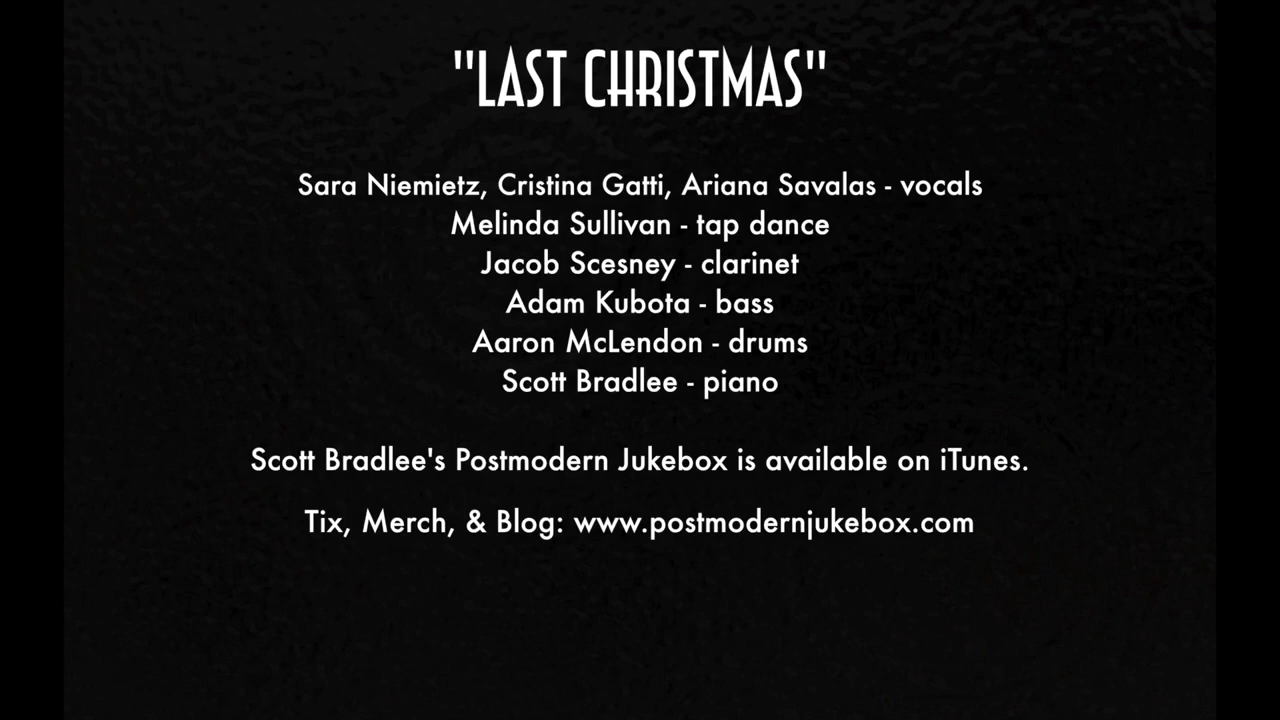 "LAST CHRISTMAS"
Sara Niemietz, Cristina Gatti, Ariana Savalas - vocals
Melinda Sullivan - tap dance
Jacob Scesney - clarinet
Adam Kubota - bass
Aaron McLendon - drums
Scott Bradlee - piano
Scott Bradlee's Postmodern Jukebox is available on iTunes.
Tix, Merch, & Blog: www.postmodernjukebox.com